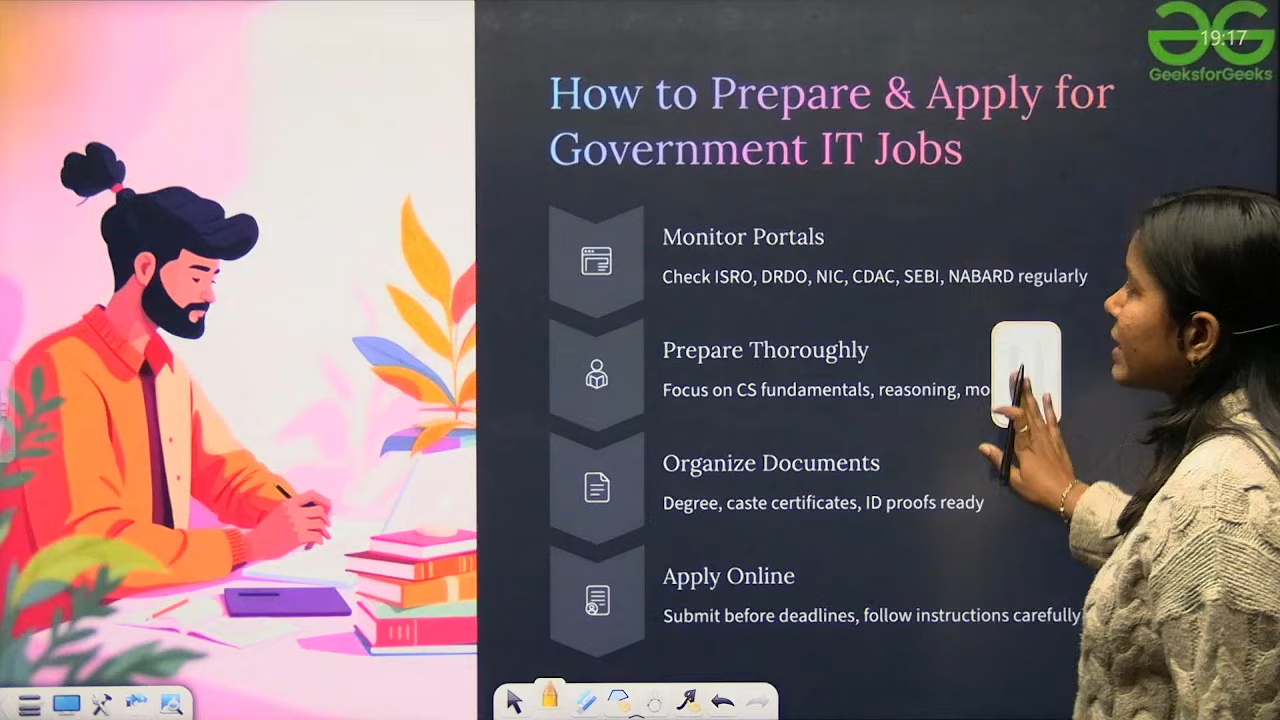 19:17
GeeksforGeeks
How to Prepare & Apply for
Government IT Jobs
Monitor Portals
Check ISRO, DRDO, NIC, CDAC, SEBI, NABARD regularly
Prepare Thoroughly
Focus on CS fundamentals, reasoning,
Organize Documents
Degree, caste certificates, ID proofs ready
Apply Online
Submit before deadlines, follow instructions carefully